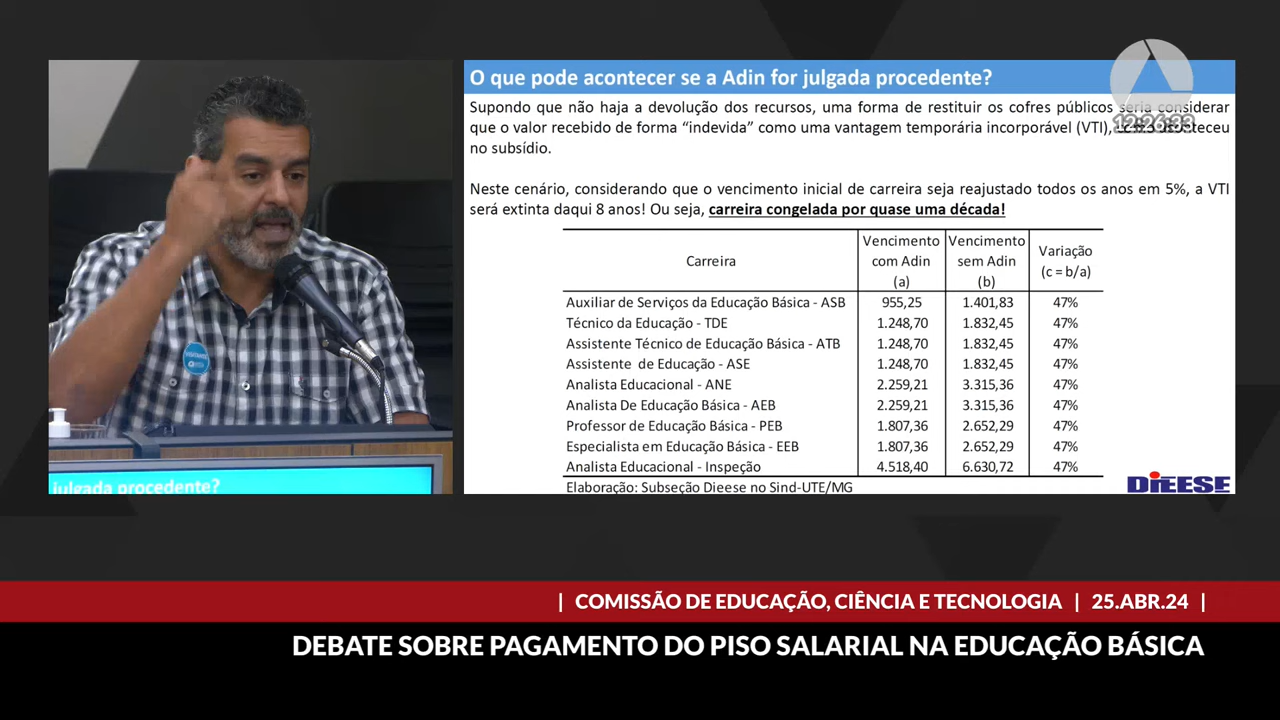 O que pode acontecer se a Adin for julgada procedente?
Supondo que não haja a devolução dos recursos, uma forma de restituir os cofres públicos seria considerar
que o valor recebido de forma “indevida” como uma vantagem temporária incorporável (VTI),
no subsídio.
12:26:33
Neste cenário, considerando que o vencimento inicial de carreira seja reajustado todos os anos em 5%, a VTI
será extinta daqui 8 anos! Ou seja, carreira congelada por quase uma década!
Carreira Vencimento com Adin (a) Vencimento sem Adin (b) Variação (c = b/a)
Auxiliar de Serviços da Educação Básica - ASB 955,25 1.401,83 47%
Técnico da Educação - TDE 1.248,70 1.832,45 47%
Assistente Técnico de Educação Básica - ATB 1.248,70 1.832,45 47%
Assistente de Educação - ASE 1.248,70 1.832,45 47%
Analista Educacional - ANE 2.259,21 3.315,36 47%
Analista De Educação Básica - AEB 2.259,21 3.315,36 47%
Professor de Educação Básica - PEB 1.807,36 2.652,29 47%
Especialista em Educação Básica - EEB 1.807,36 2.652,29 47%
Analista Educacional - Inspeção 4.518,40 6.630,72 47%
Elaboração: Subseção Dieese no Sind-UTE/MG
DIEESE
VISITANTE
julgada procedente?
| COMISSÃO DE EDUCAÇÃO, CIÊNCIA E TECNOLOGIA | 25.ABR.24 |
DEBATE SOBRE PAGAMENTO DO PISO SALARIAL NA EDUCAÇÃO BÁSICA